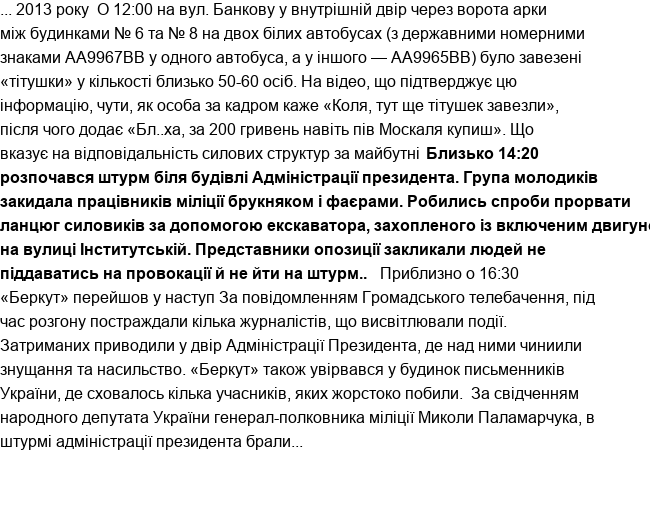 ... 2013 року  О 12:00 на вул. Банкову у внутрішній двір через ворота арки
між будинками № 6 та № 8 на двох білих автобусах (з державними номерними
знаками АА9967ВВ у одного автобуса, а у іншого — АА9965ВВ) було завезені
«тітушки» у кількості близько 50-60 осіб. На відео, що підтверджує цю
інформацію, чути, як особа за кадром каже «Коля, тут ще тітушек завезли»,
після чого додає «Бл..ха, за 200 гривень навіть пів Москаля купиш». Що
вказує на відповідальність силових структур за майбутні Близько 14:20
розпочався штурм біля будівлі Адміністрації президента. Група молодиків
закидала працівників міліції брукняком і фаєрами. Робились спроби прорвати
ланцюг силовиків за допомогою екскаватора, захопленого із включеним двигуно
на вулиці Інститутській. Представники опозиції закликали людей не
піддаватись на провокації й не йти на штурм..   Приблизно о 16:30
«Беркут» перейшов у наступ За повідомленням Громадського телебачення, під
час розгону постраждали кілька журналістів, що висвітлювали події.
Затриманих приводили у двір Адміністрації Президента, де над ними чиниили
знущання та насильство. «Беркут» також увірвався у будинок письменників
України, де сховалось кілька учасників, яких жорстоко побили.  За свідченням
народного депутата України генерал-полковника міліції Миколи Паламарчука, в
штурмі адміністрації президента брали...